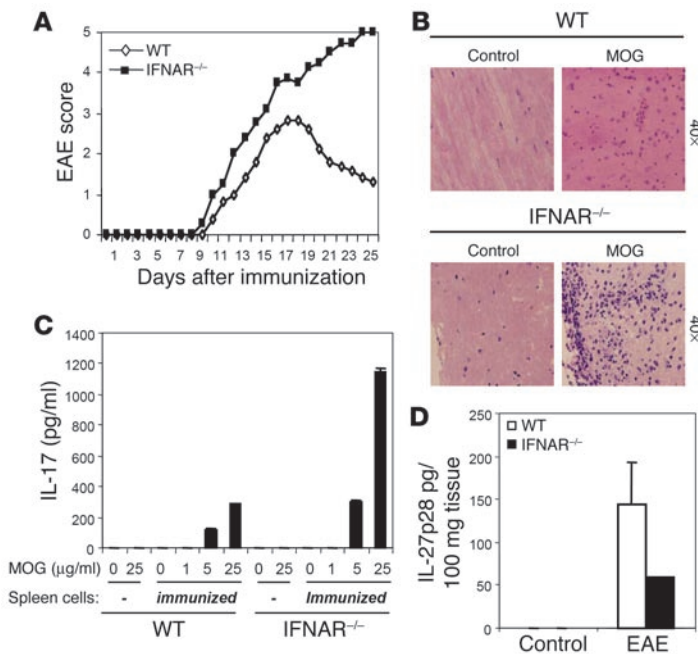 A
WT
IFNAR−/−
EAE score
5
4
3
2
1
0
1 3 5 7 9 11 13 15 17 19 21 23 25
Days after immunization
B
WT
Control MOG
40×
IFNAR−/−
Control MOG
40×
C
IL-17 (pg/ml)
1400
1200
1000
800
600
400
200
0
MOG (μg/ml) 0 25 0 1 5 25 0 25 0 1 5 25
Spleen cells: - immunized - Immunized
WT IFNAR−/−
D
WT
IFNAR−/−
IL-27p28 pg/
100 mg tissue
250
200
150
100
50
0
Control EAE